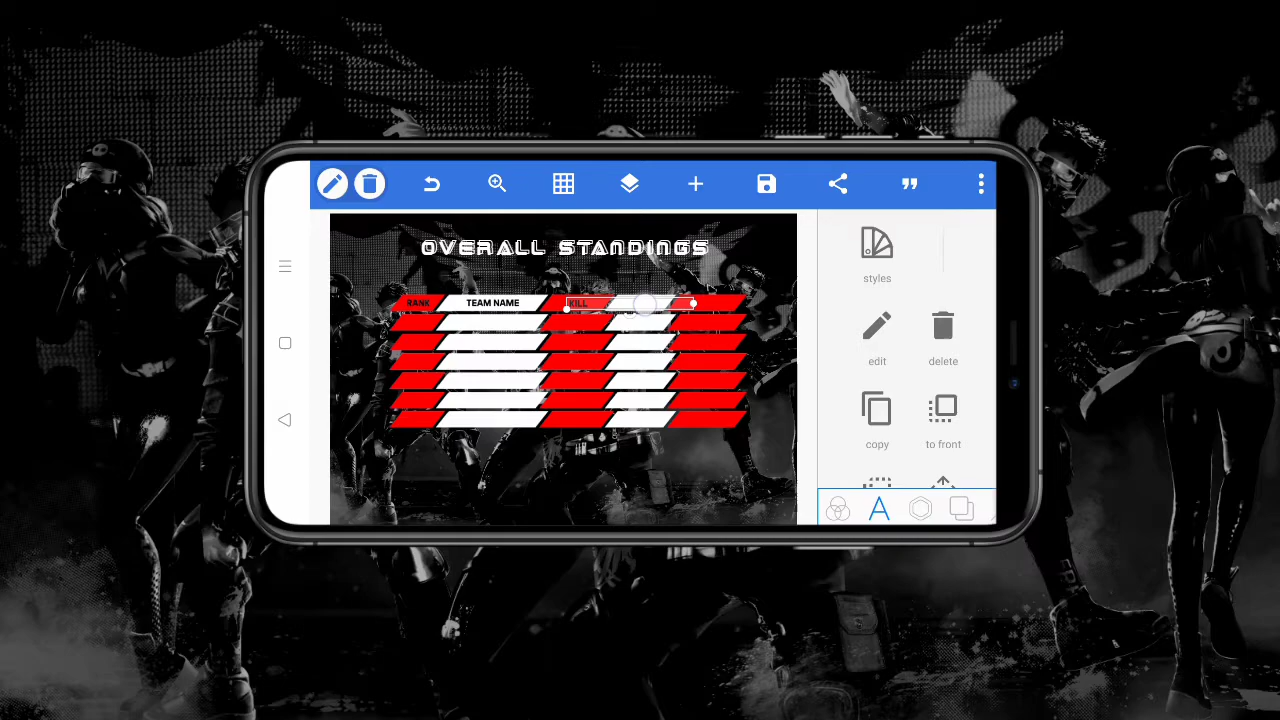 OVERALL STANDINGS
RANK TEAM NAME KILL
styles
edit delete
copy to front